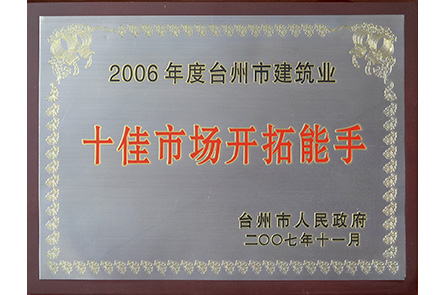 2006年度台州市建筑业
十佳市场开拓能手
台州市人民政府
二〇〇七年十一月